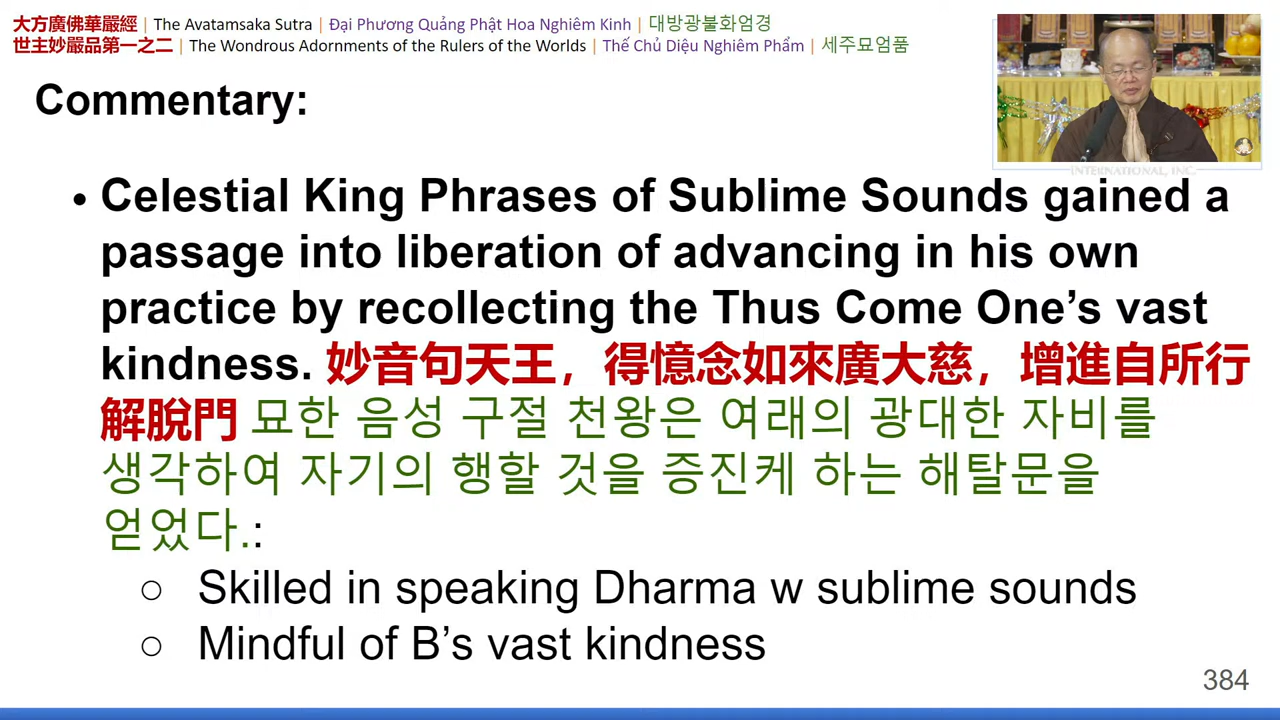 大方廣佛華嚴經 | The Avatamsaka Sutra | Đại Phương Quảng Phật Hoa Nghiêm Kinh | 대방광불화엄경
世主妙嚴品第一之二 | The Wondrous Adornments of the Rulers of the Worlds | Thế Chủ Diệu Nghiêm Phẩm | 세주묘엄품
Commentary:
INTERNATIONAL, INC.
• Celestial King Phrases of Sublime Sounds gained a
passage into liberation of advancing in his own
practice by recollecting the Thus Come One’s vast
kindness. 妙音句天王，得憶念如來廣大慈，增進自所行
解脫門 묘한 음성 구절 천왕은 여래의 광대한 자비를
생각하여 자기의 행할 것을 증진케 하는 해탈문을
얻었다.:
○ Skilled in speaking Dharma w sublime sounds
○ Mindful of B’s vast kindness
384